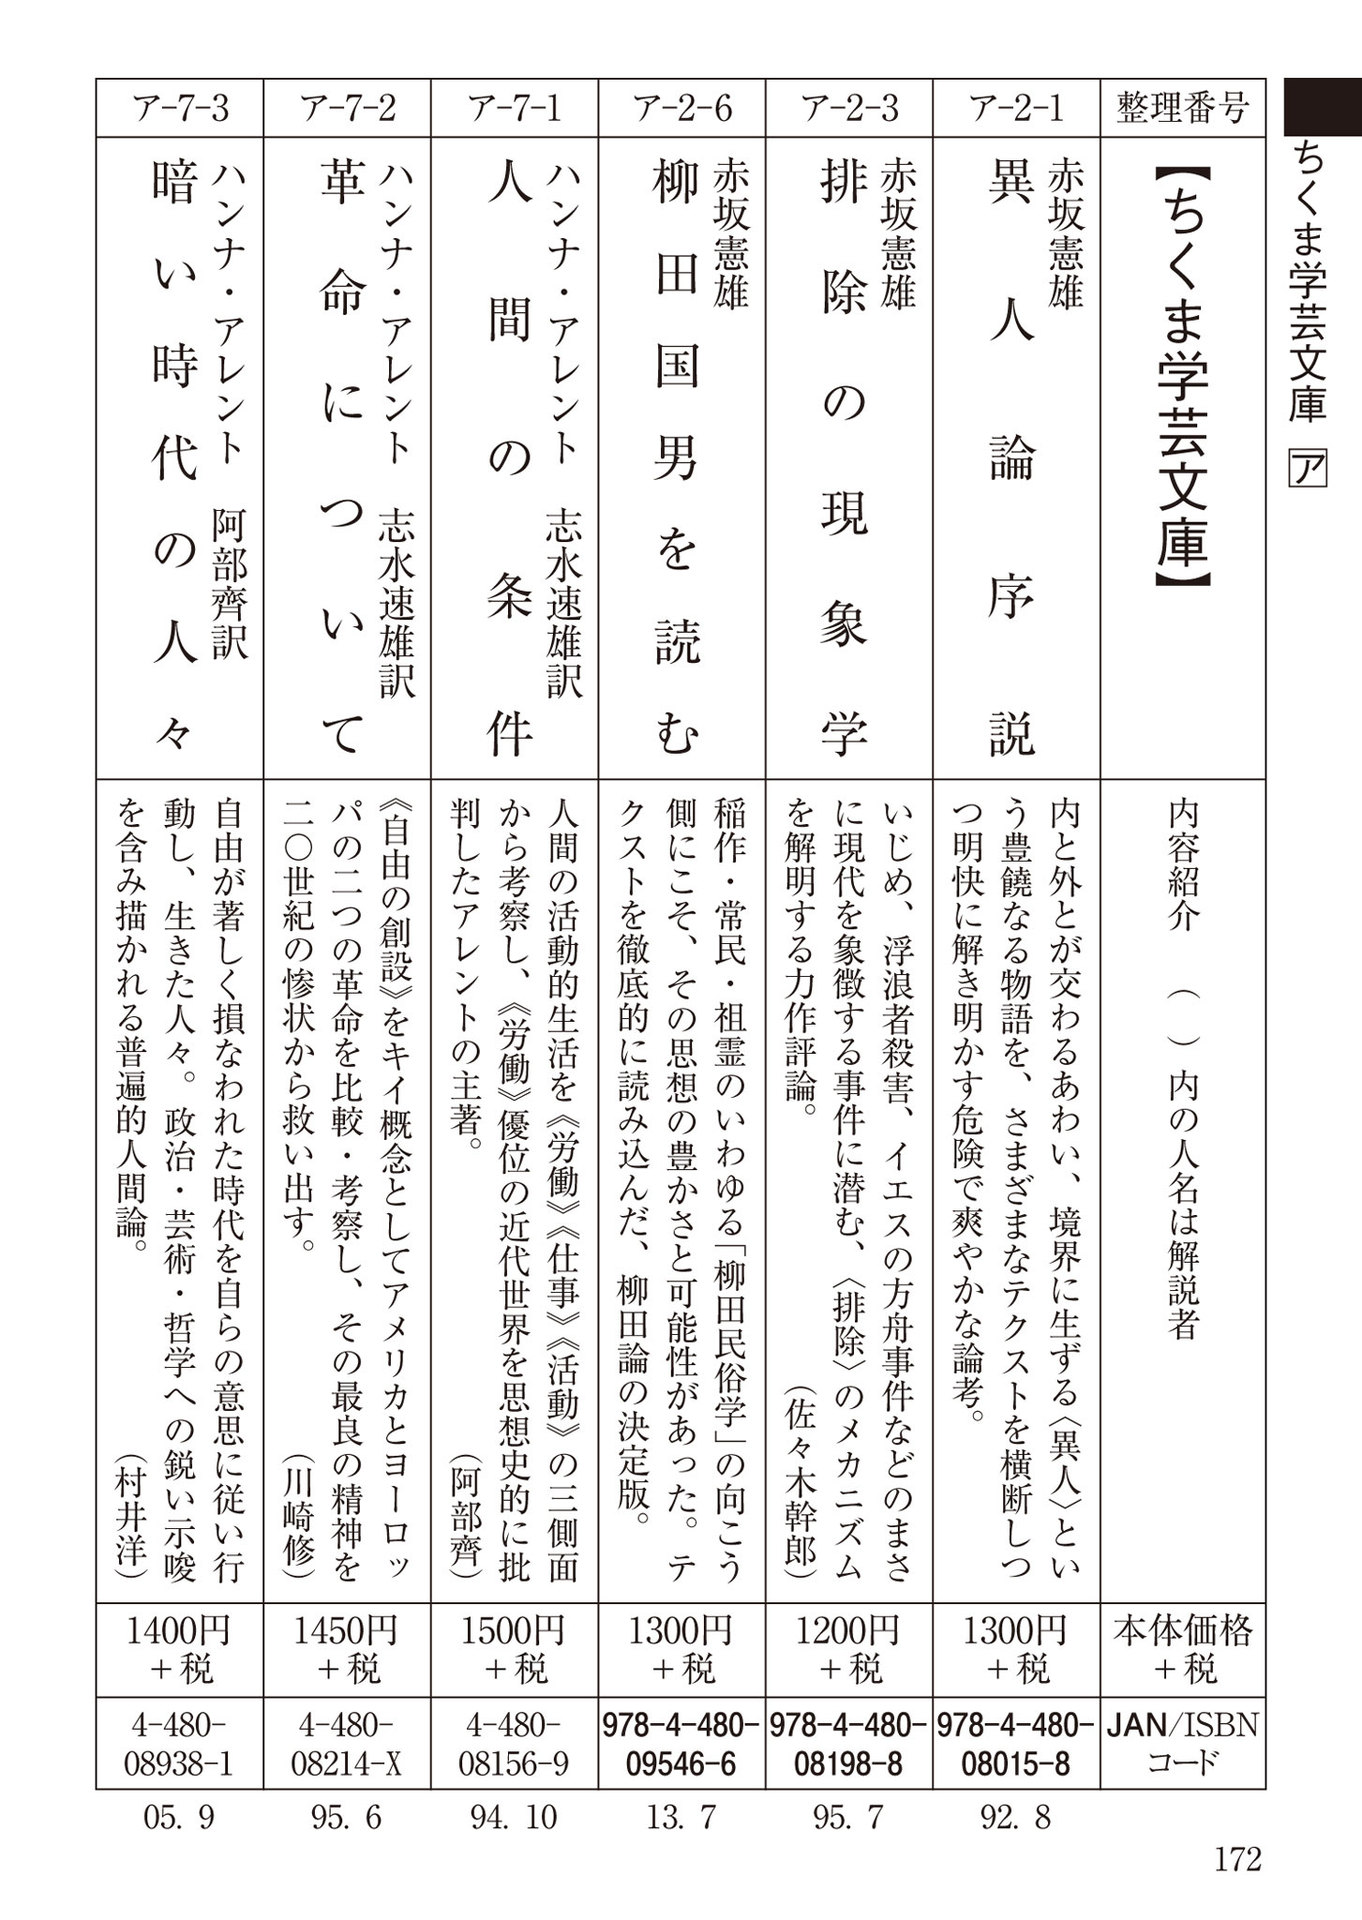 ちくま学芸文庫 ア
整理番号
【ちくま学芸文庫】
内容紹介 （ ）内の人名は解説者
本体価格
＋税
JAN/ISBN
コード
ア-2-1
赤坂憲雄
異人論序説
内と外とが交わるあわい、境界に生ずる〈異人〉とい
う豊饒なる物語を、さまざまなテクストを横断しつ
つ明快に解き明かす危険で爽やかな論考。
1300円
＋税
978-4-480-
08015-8
92. 8
ア-2-3
赤坂憲雄
排除の現象学
いじめ、浮浪者殺害、イエスの方舟事件などのまさ
に現代を象徴する事件に潜む、〈排除〉のメカニズム
を解明する力作評論。 （佐々木幹郎）
1200円
＋税
978-4-480-
08198-8
95. 7
ア-2-6
赤坂憲雄
柳田国男を読む
稲作・常民・祖霊のいわゆる「柳田民俗学」の向こう
側にこそ、その思想の豊かさと可能性があった。テ
クストを徹底的に読み込んだ、柳田論の決定版。
1300円
＋税
978-4-480-
09546-6
13. 7
ア-7-1
ハンナ・アレント 志水速雄訳
人間の条件
人間の活動的生活を《労働》《仕事》《活動》の三側面
から考察し、《労働》優位の近代世界を思想史的に批
判したアレントの主著。 （阿部齊）
1500円
＋税
4-480-
08156-9
94. 10
ア-7-2
ハンナ・アレント 志水速雄訳
革命について
《自由の創設》をキイ概念としてアメリカとヨーロッ
パの二つの革命を比較・考察し、その最良の精神を
二〇世紀の惨状から救い出す。 （川崎修）
1450円
＋税
4-480-
08214-X
95. 6
ア-7-3
ハンナ・アレント 阿部齊訳
暗い時代の人々
自由が著しく損なわれた時代を自らの意思に従い行
動し、生きた人々。政治・芸術・哲学への鋭い示唆
を含み描かれる普遍的人間論。 （村井洋）
1400円
＋税
4-480-
08938-1
05. 9
172